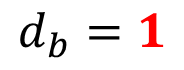 d_b = 1